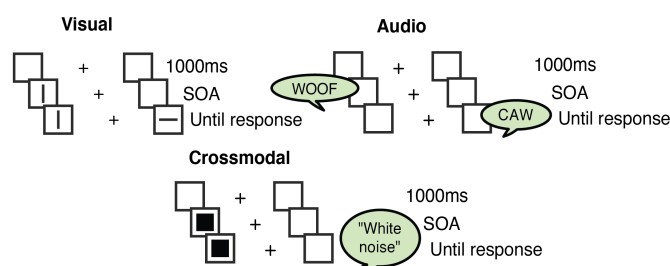 Visual
+ 1000ms
+ SOA
+ Until response
Audio
WOOF
CAW
+ + 1000ms
+ SOA
+ Until response
Crossmodal
"White
noise"
+ 1000ms
+ SOA
+ Until response